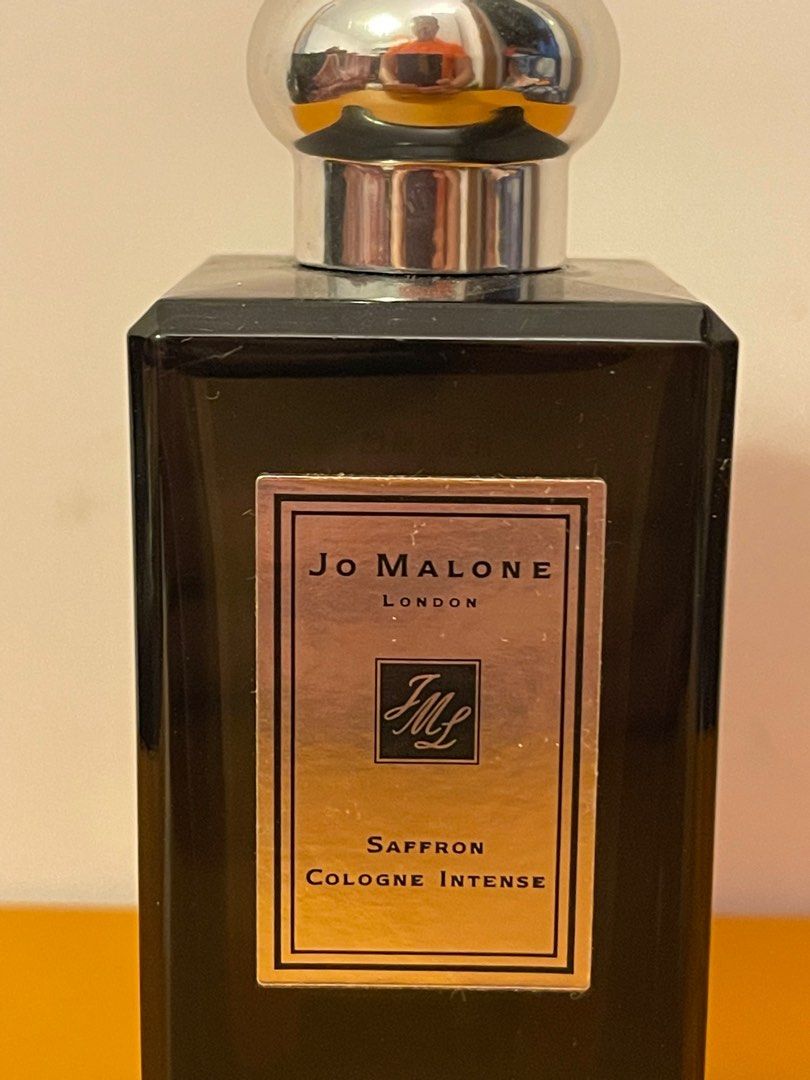 Jo Malone
London
JML
Saffron
Cologne Intense